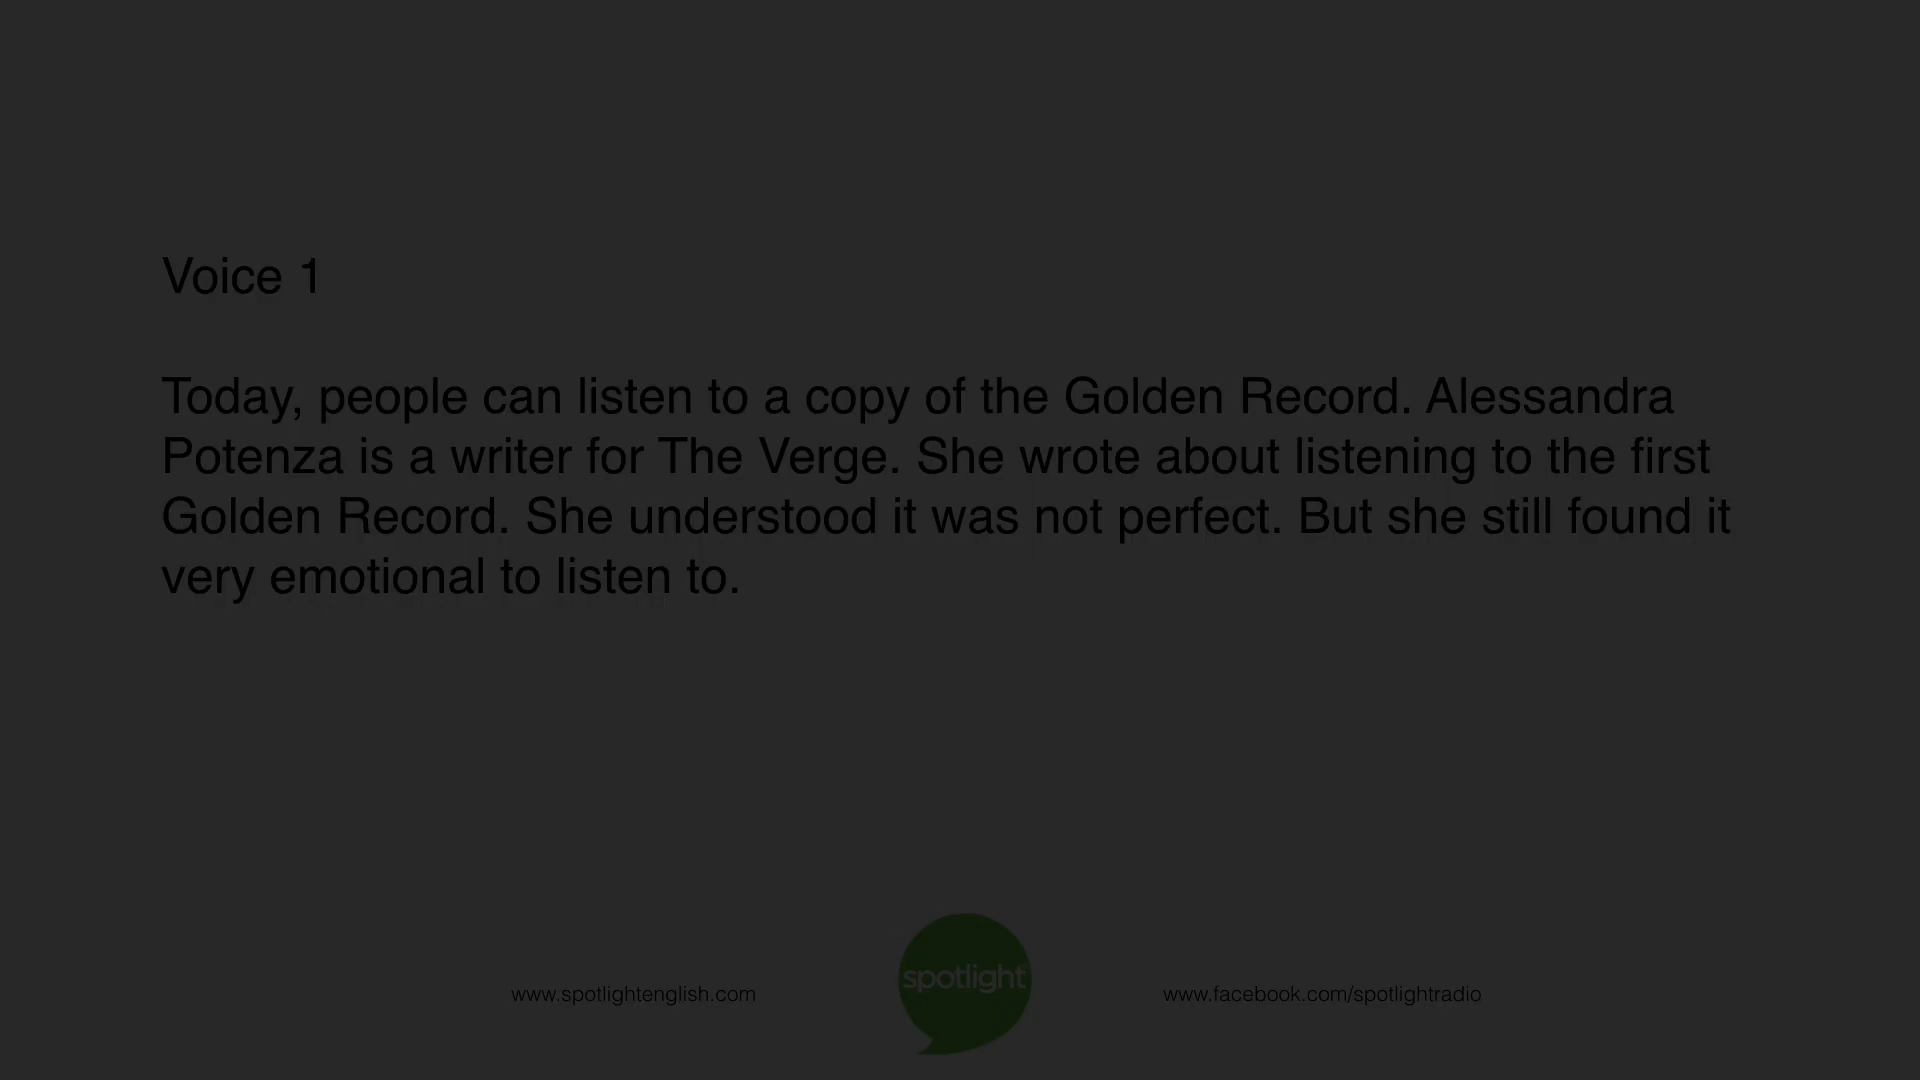 Voice 1
Today, people can listen to a copy of the Golden Record. Alessandra
Potenza is a writer for The Verge. She wrote about listening to the first
Golden Record. She understood it was not perfect. But she still found it
very emotional to listen to.
spotlight
www.spotlightenglish.com
www.facebook.com/spotlightradio